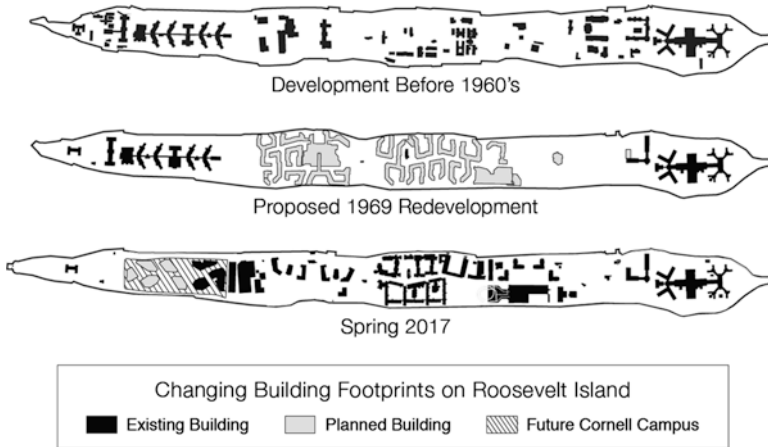 Development Before 1960's
Proposed 1969 Redevelopment
Spring 2017
Changing Building Footprints on Roosevelt Island
Existing Building Planned Building Future Cornell Campus